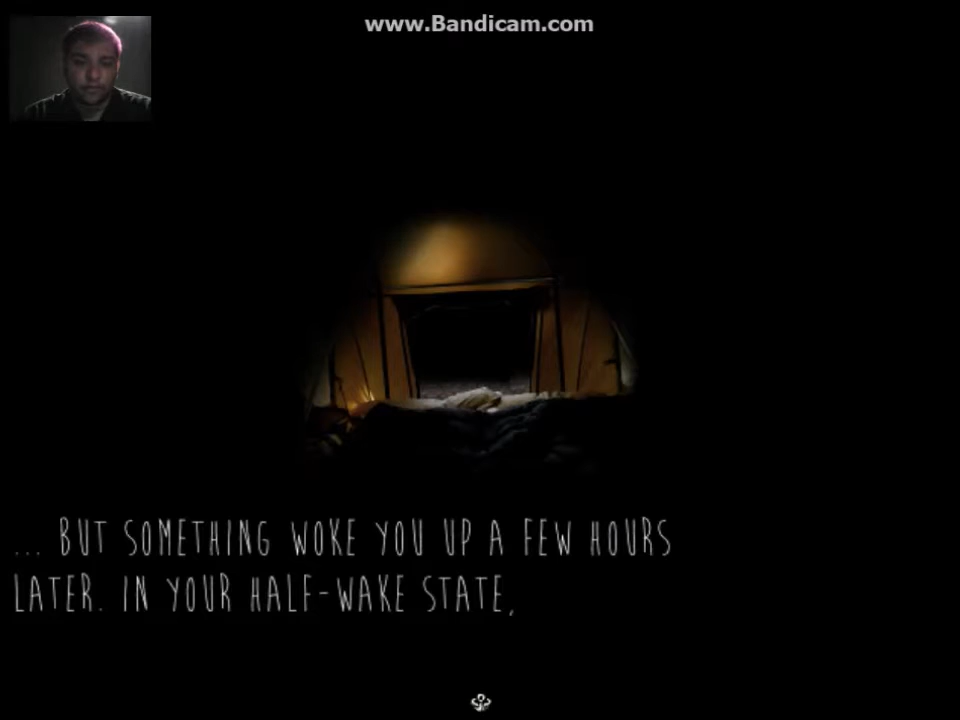 www.Bandicam.com
... BUT SOMETHING WOKE YOU UP A FEW HOURS
LATER. IN YOUR HALF-WAKE STATE,